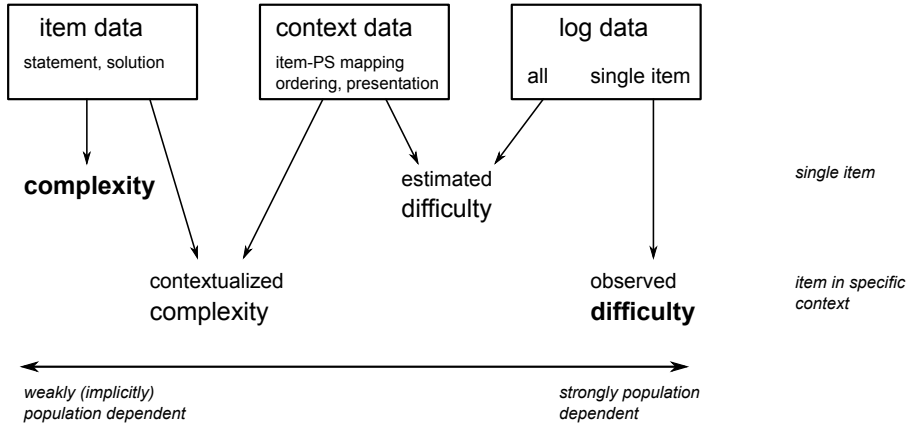 item data
statement, solution
context data
item-PS mapping
ordering, presentation
log data
all single item
complexity
estimated
difficulty
single item
contextualized
complexity
observed
difficulty
item in specific
context
weakly (implicitly)
population dependent
strongly population
dependent